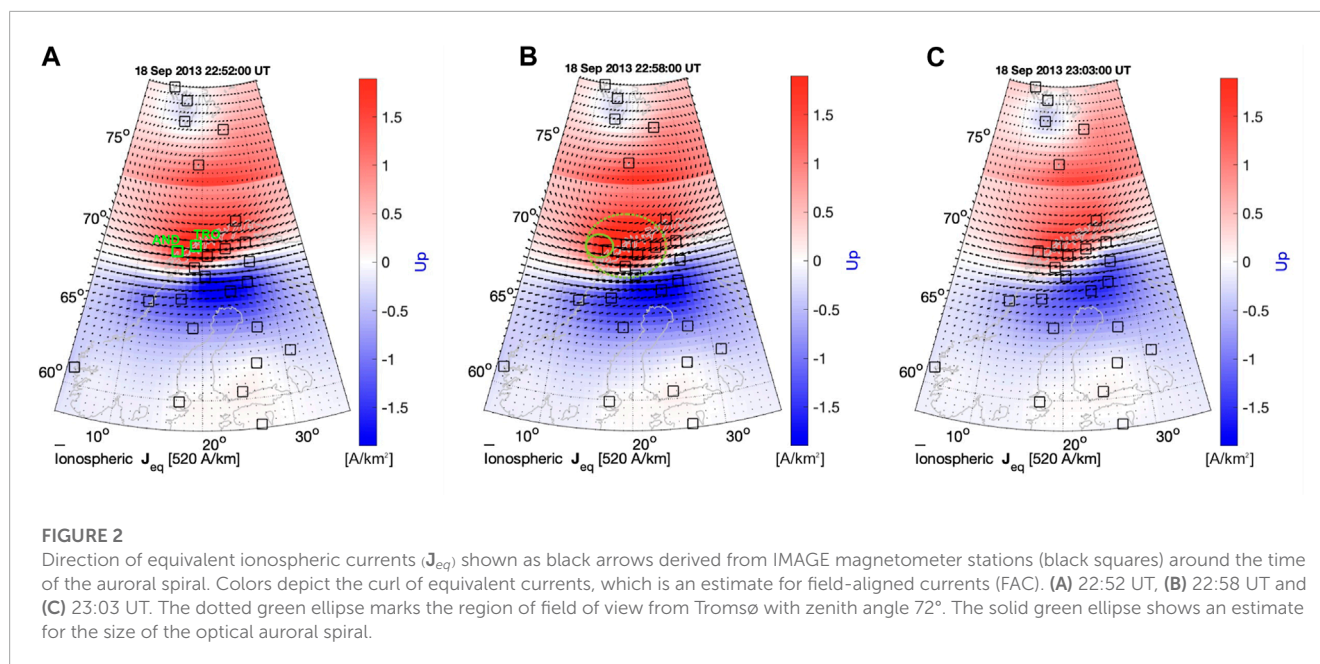 A
18 Sep 2013 22:52:00 UT
75°
70°
65°
60°
AND
TRO
10°
20°
30°
1.5
1
0.5
0
-0.5
-1
-1.5
Up
Ionospheric J_eq [520 A/km]
[A/km²]
B
18 Sep 2013 22:58:00 UT
75°
70°
65°
60°
10°
20°
30°
1.5
1
0.5
0
-0.5
-1
-1.5
Up
Ionospheric J_eq [520 A/km]
[A/km²]
C
18 Sep 2013 23:03:00 UT
75°
70°
65°
60°
10°
20°
30°
1.5
1
0.5
0
-0.5
-1
-1.5
Up
Ionospheric J_eq [520 A/km]
[A/km²]
FIGURE 2
Direction of equivalent ionospheric currents (J_eq) shown as black arrows derived from IMAGE magnetometer stations (black squares) around the time
of the auroral spiral. Colors depict the curl of equivalent currents, which is an estimate for field-aligned currents (FAC). (A) 22:52 UT, (B) 22:58 UT and
(C) 23:03 UT. The dotted green ellipse marks the region of field of view from Tromsø with zenith angle 72°. The solid green ellipse shows an estimate
for the size of the optical auroral spiral.